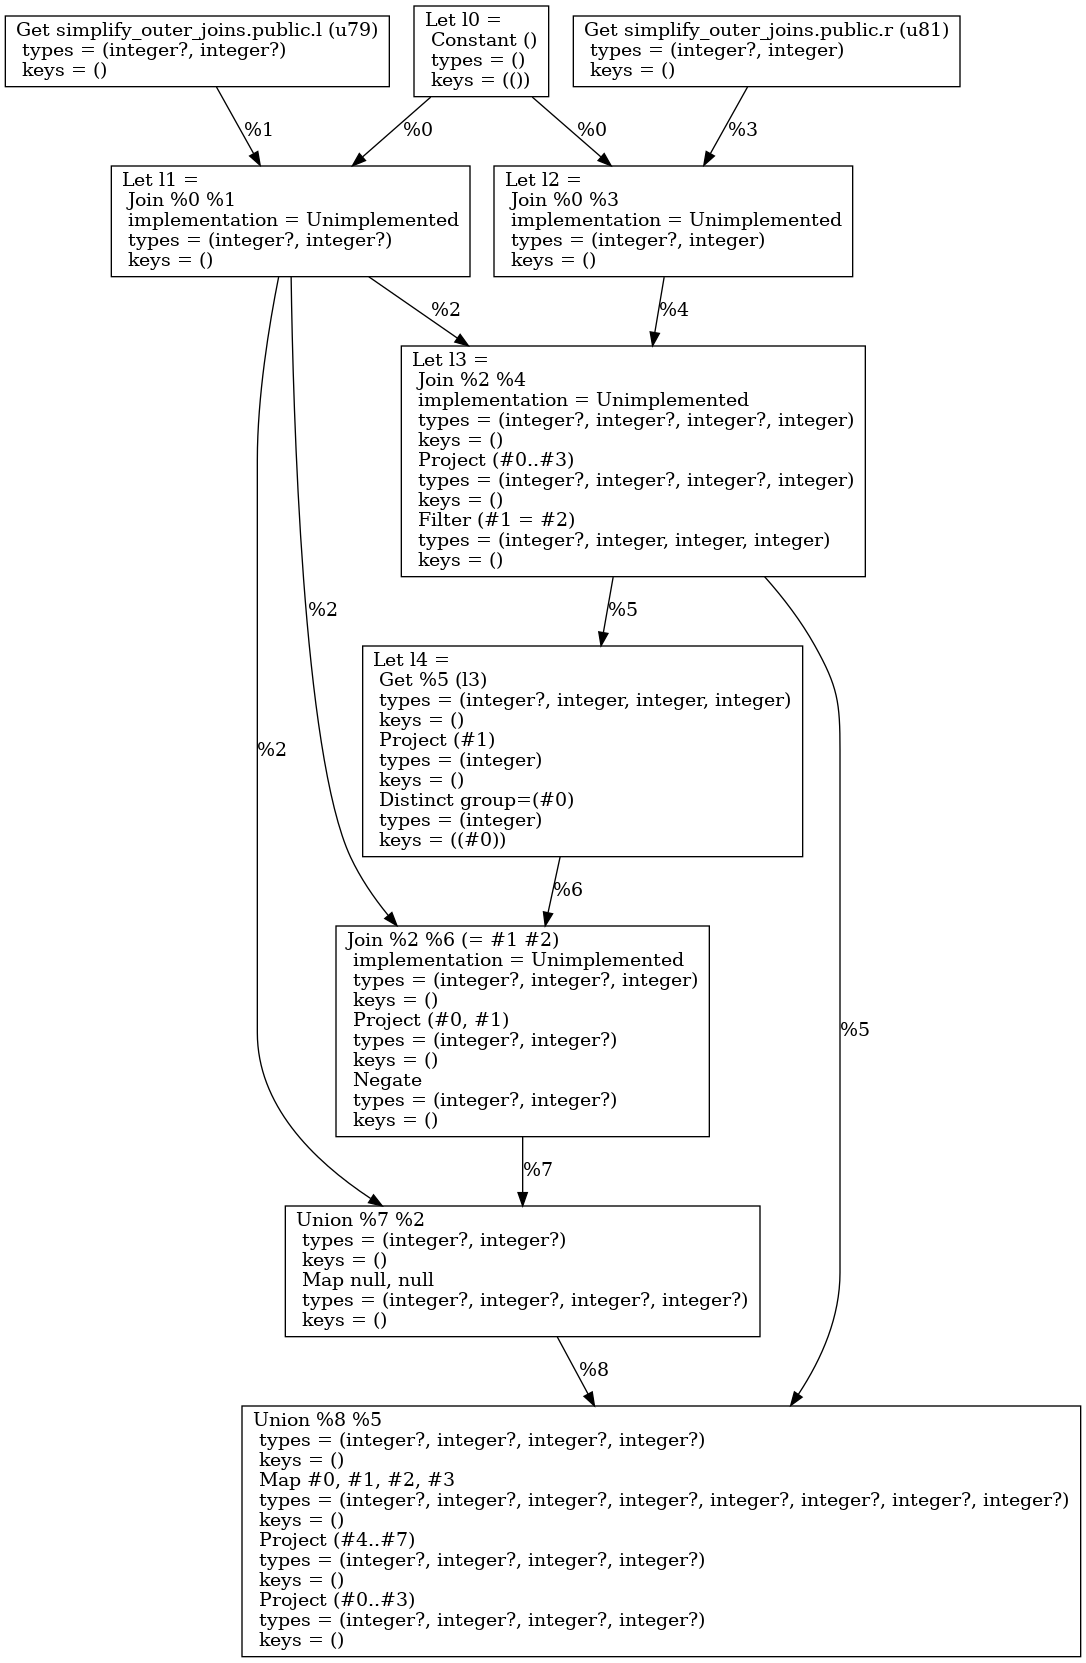 Get simplify_outer_joins.public.l (u79)
types = (integer?, integer?)
keys = ()
Let l0 =
Constant ()
types = ()
keys = (())
Get simplify_outer_joins.public.r (u81)
types = (integer?, integer)
keys = ()
%1
%0
%0
%3
Let l1 =
Join %0 %1
implementation = Unimplemented
types = (integer?, integer?)
keys = ()
Let l2 =
Join %0 %3
implementation = Unimplemented
types = (integer?, integer)
keys = ()
%2
%4
Let l3 =
Join %2 %4
implementation = Unimplemented
types = (integer?, integer?, integer?, integer)
keys = ()
Project (#0..#3)
types = (integer?, integer?, integer?, integer)
keys = ()
Filter (#1 = #2)
types = (integer?, integer, integer, integer)
keys = ()
%2
%5
Let l4 =
Get %5 (l3)
types = (integer?, integer, integer, integer)
keys = ()
Project (#1)
types = (integer)
keys = ()
Distinct group=(#0)
types = (integer)
keys = ((#0))
%2
%6
Join %2 %6 (= #1 #2)
implementation = Unimplemented
types = (integer?, integer?, integer)
keys = ()
Project (#0, #1)
types = (integer?, integer?)
keys = ()
Negate
types = (integer?, integer?)
keys = ()
%5
%7
Union %7 %2
types = (integer?, integer?)
keys = ()
Map null, null
types = (integer?, integer?, integer?, integer?)
keys = ()
%8
Union %8 %5
types = (integer?, integer?, integer?, integer?)
keys = ()
Map #0, #1, #2, #3
types = (integer?, integer?, integer?, integer?, integer?, integer?, integer?, integer?)
keys = ()
Project (#4..#7)
types = (integer?, integer?, integer?, integer?)
keys = ()
Project (#0..#3)
types = (integer?, integer?, integer?, integer?)
keys = ()